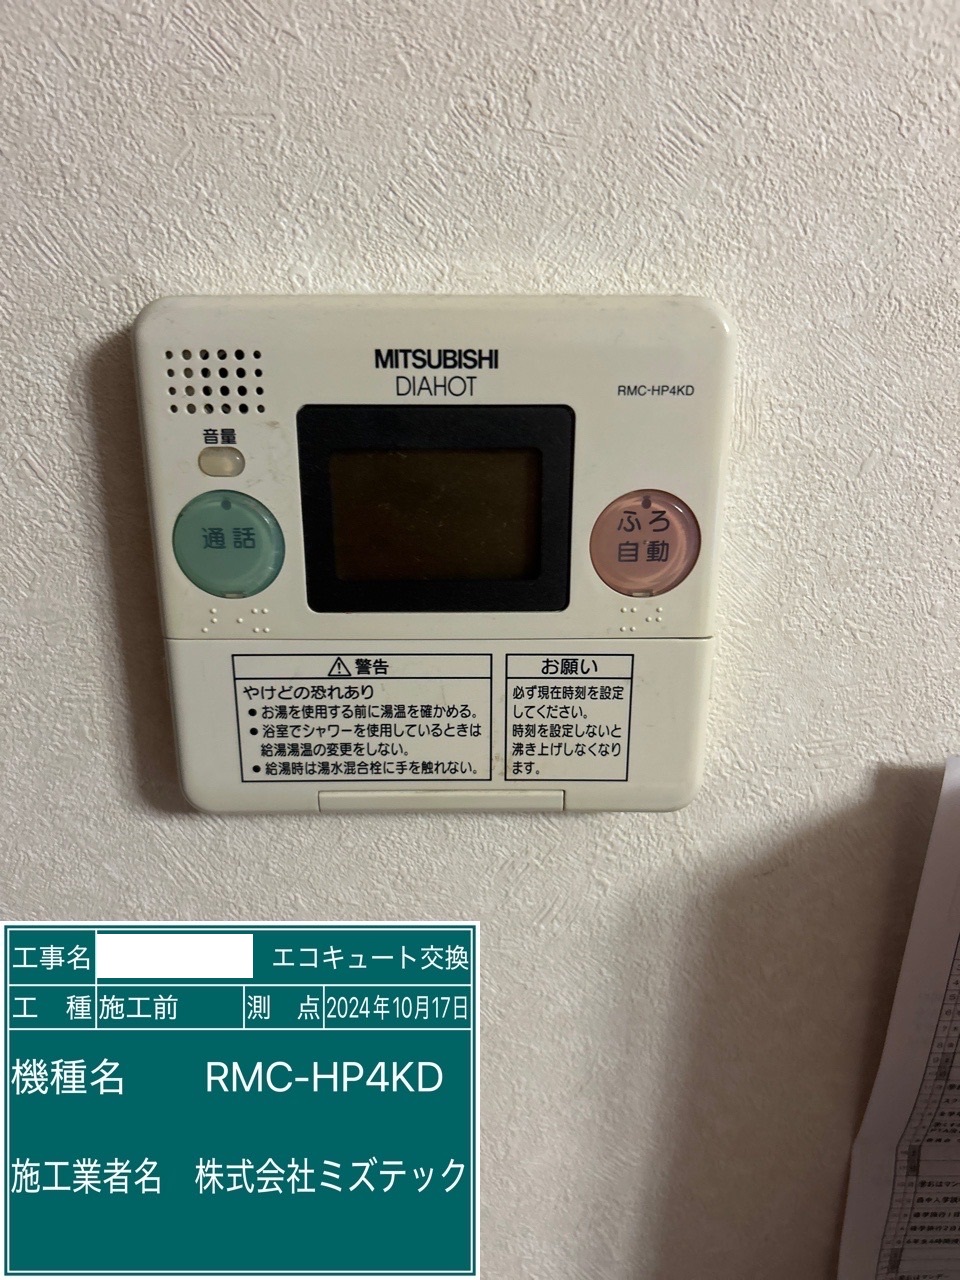 MITSUBISHI
DIAHOT
RMC-HP4KD
音量
通話
ふろ
自動
警告
やけどの恐れあり
●お湯を使用する前に湯温を確かめる。
●浴室でシャワーを使用しているときは
給湯湯温の変更をしない。
●給湯時は湯水混合栓に手を触れない。
お願い
必ず現在時刻を設定
してください。
時刻を設定しないと
沸き上げしなくなり
ます。
工事名 エコキュート交換
工 種 施工前 測 点 2024年10月17日
機種名 RMC-HP4KD
施工業者名 株式会社ミズテック